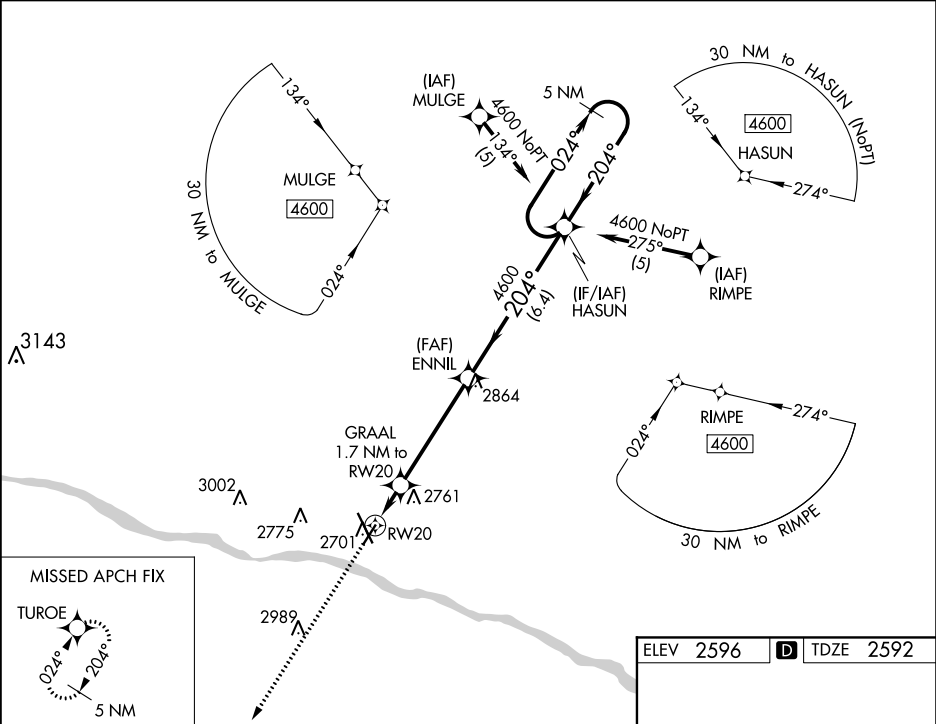 (IAF)
MULGE
4600 NoPT
134°
(5)
5 NM
024°
204°
30 NM to HASUN (NoPT)
134°
4600
HASUN
274°
134°
MULGE
4600
024°
30 NM to MULGE
4600 NoPT
275°
(5)
(IAF)
RIMPE
(IF/IAF)
HASUN
4600
204°
(6.4)
3143
(FAF)
ENNIL
2864
RIMPE
4600
274°
024°
30 NM to RIMPE
GRAAL
1.7 NM to
RW20
2761
3002
2775
2701
RW20
2989
MISSED APCH FIX
TUROE
024°
204°
5 NM
ELEV 2596 D TDZE 2592